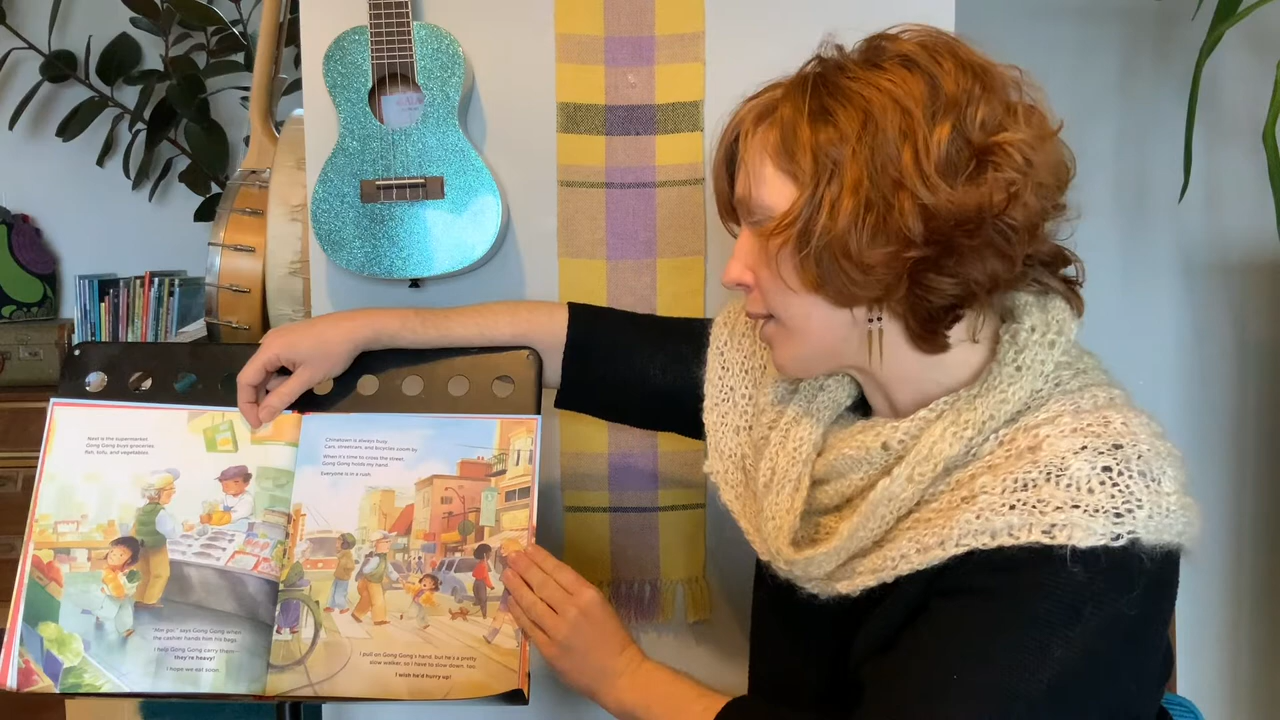 Next is the supermarket.
Gong Gong buys groceries,
fish, tofu, and vegetables.
"Mm goi," says Gong Gong when
the cashier hands him his bags.
I help Gong Gong carry them—
they're heavy!
I hope we eat soon.
Chinatown is always busy.
Cars, streetcars, and bicycles zoom by.
When it's time to cross the street,
Gong Gong holds my hand.
Everyone is in a rush.
I pull on Gong Gong's hand, but he's a pretty
slow walker, so I have to slow down, too.
I wish he'd hurry up!